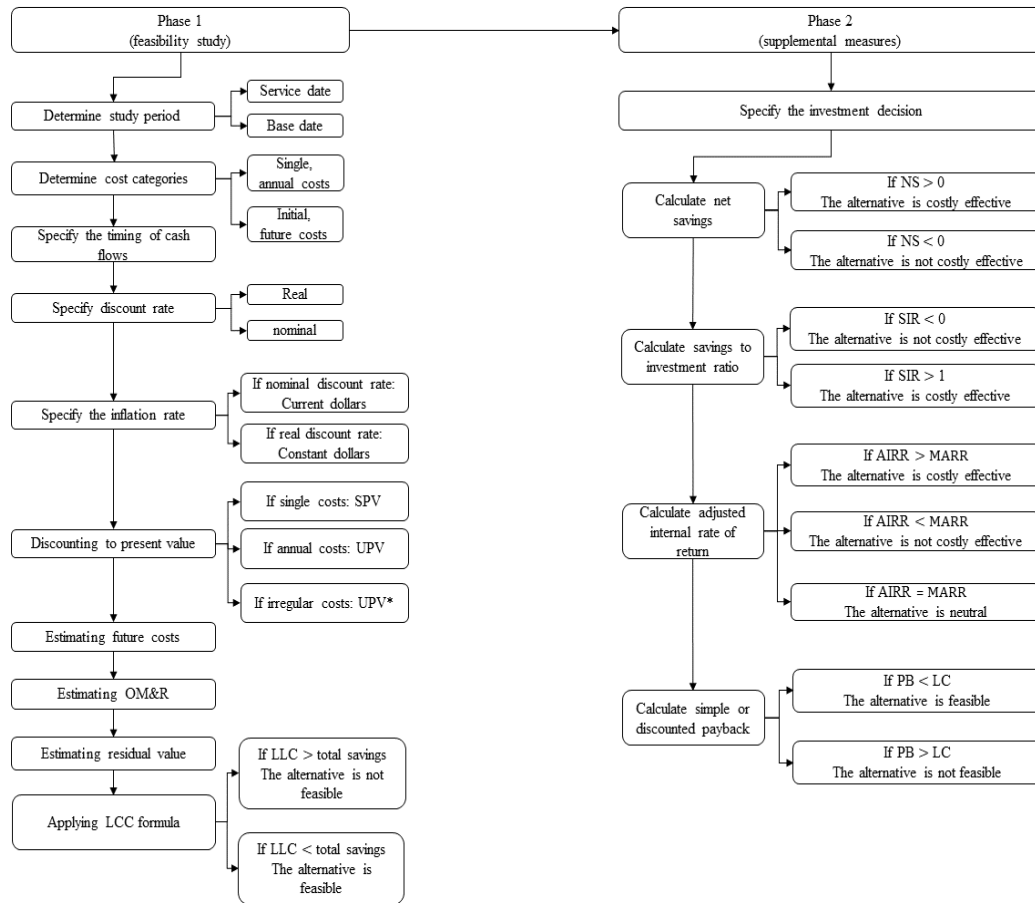 Phase 1
(feasibility study)
Determine study period
Service date
Base date
Determine cost categories
Single,
annual costs
Initial,
future costs
Specify the timing of cash
flows
Specify discount rate
Real
nominal
Specify the inflation rate
If nominal discount rate:
Current dollars
If real discount rate:
Constant dollars
Discounting to present value
If single costs: SPV
If annual costs: UPV
If irregular costs: UPV*
Estimating future costs
Estimating OM&R
Estimating residual value
Applying LCC formula
If LLC > total savings
The alternative is not
feasible
If LLC < total savings
The alternative is
feasible
Phase 2
(supplemental measures)
Specify the investment decision
Calculate net
savings
If NS > 0
The alternative is costly effective
If NS < 0
The alternative is not costly effective
Calculate savings to
investment ratio
If SIR < 0
The alternative is not costly effective
If SIR > 1
The alternative is costly effective
Calculate adjusted
internal rate of
return
If AIRR > MARR
The alternative is costly effective
If AIRR < MARR
The alternative is not costly effective
If AIRR = MARR
The alternative is neutral
Calculate simple or
discounted payback
If PB < LC
The alternative is feasible
If PB > LC
The alternative is not feasible